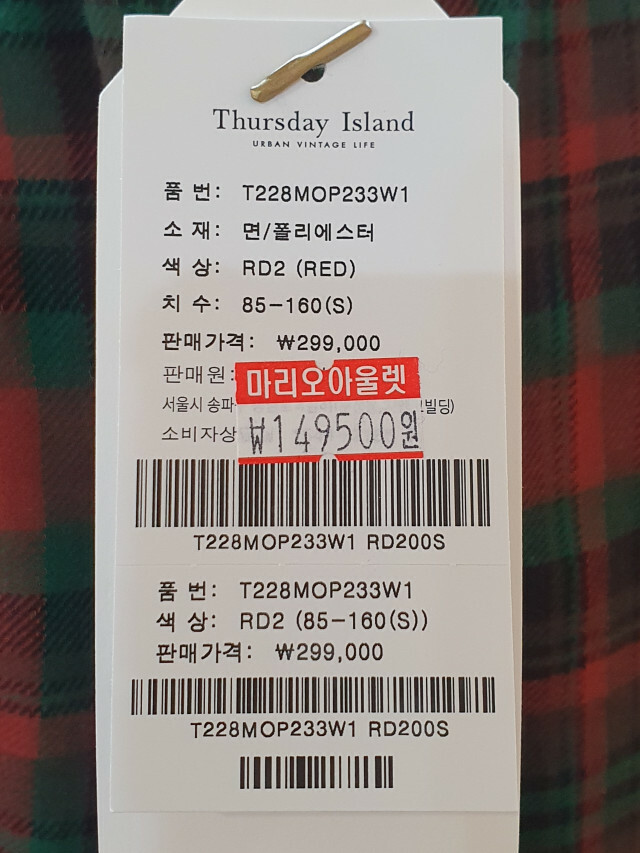 Thursday Island
URBAN VINTAGE LIFE
품 번: T228MOP233W1
소 재: 면/폴리에스터
색 상: RD2 (RED)
치 수: 85-160(S)
판매가격: ₩299,000
판매원:
마리오아울렛
서울시 송파
빌딩)
소비자상
₩149500원
T228MOP233W1 RD200S
품 번: T228MOP233W1
색 상: RD2 (85-160(S))
판매가격: ₩299,000
T228MOP233W1 RD200S